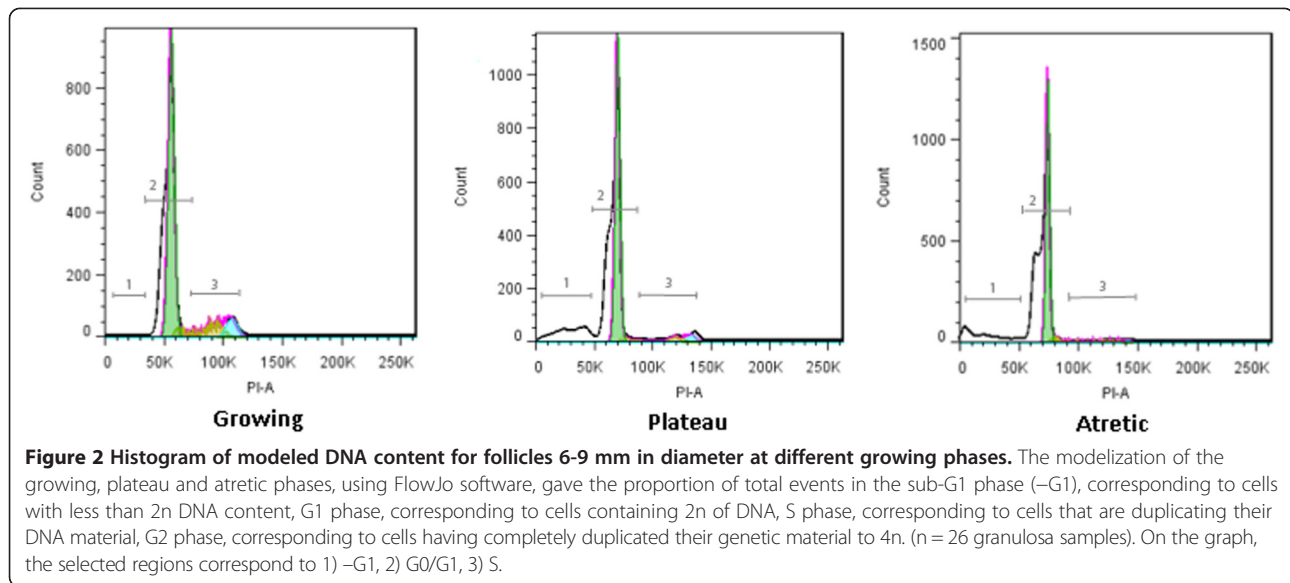 800
600
400
200
0
Count
2
1
3
0 50K 100K 150K 200K 250K
PI-A
Growing
1000
800
600
400
200
0
Count
2
1
3
0 50K 100K 150K 200K 250K
PI-A
Plateau
1500
1000
500
0
Count
2
1
3
0 50K 100K 150K 200K 250K
PI-A
Atretic
Figure 2 Histogram of modeled DNA content for follicles 6-9 mm in diameter at different growing phases. The modelization of the
growing, plateau and atretic phases, using FlowJo software, gave the proportion of total events in the sub-G1 phase (−G1), corresponding to cells
with less than 2n DNA content, G1 phase, corresponding to cells containing 2n of DNA, S phase, corresponding to cells that are duplicating their
DNA material, G2 phase, corresponding to cells having completely duplicated their genetic material to 4n. (n = 26 granulosa samples). On the graph,
the selected regions correspond to 1) −G1, 2) G0/G1, 3) S.